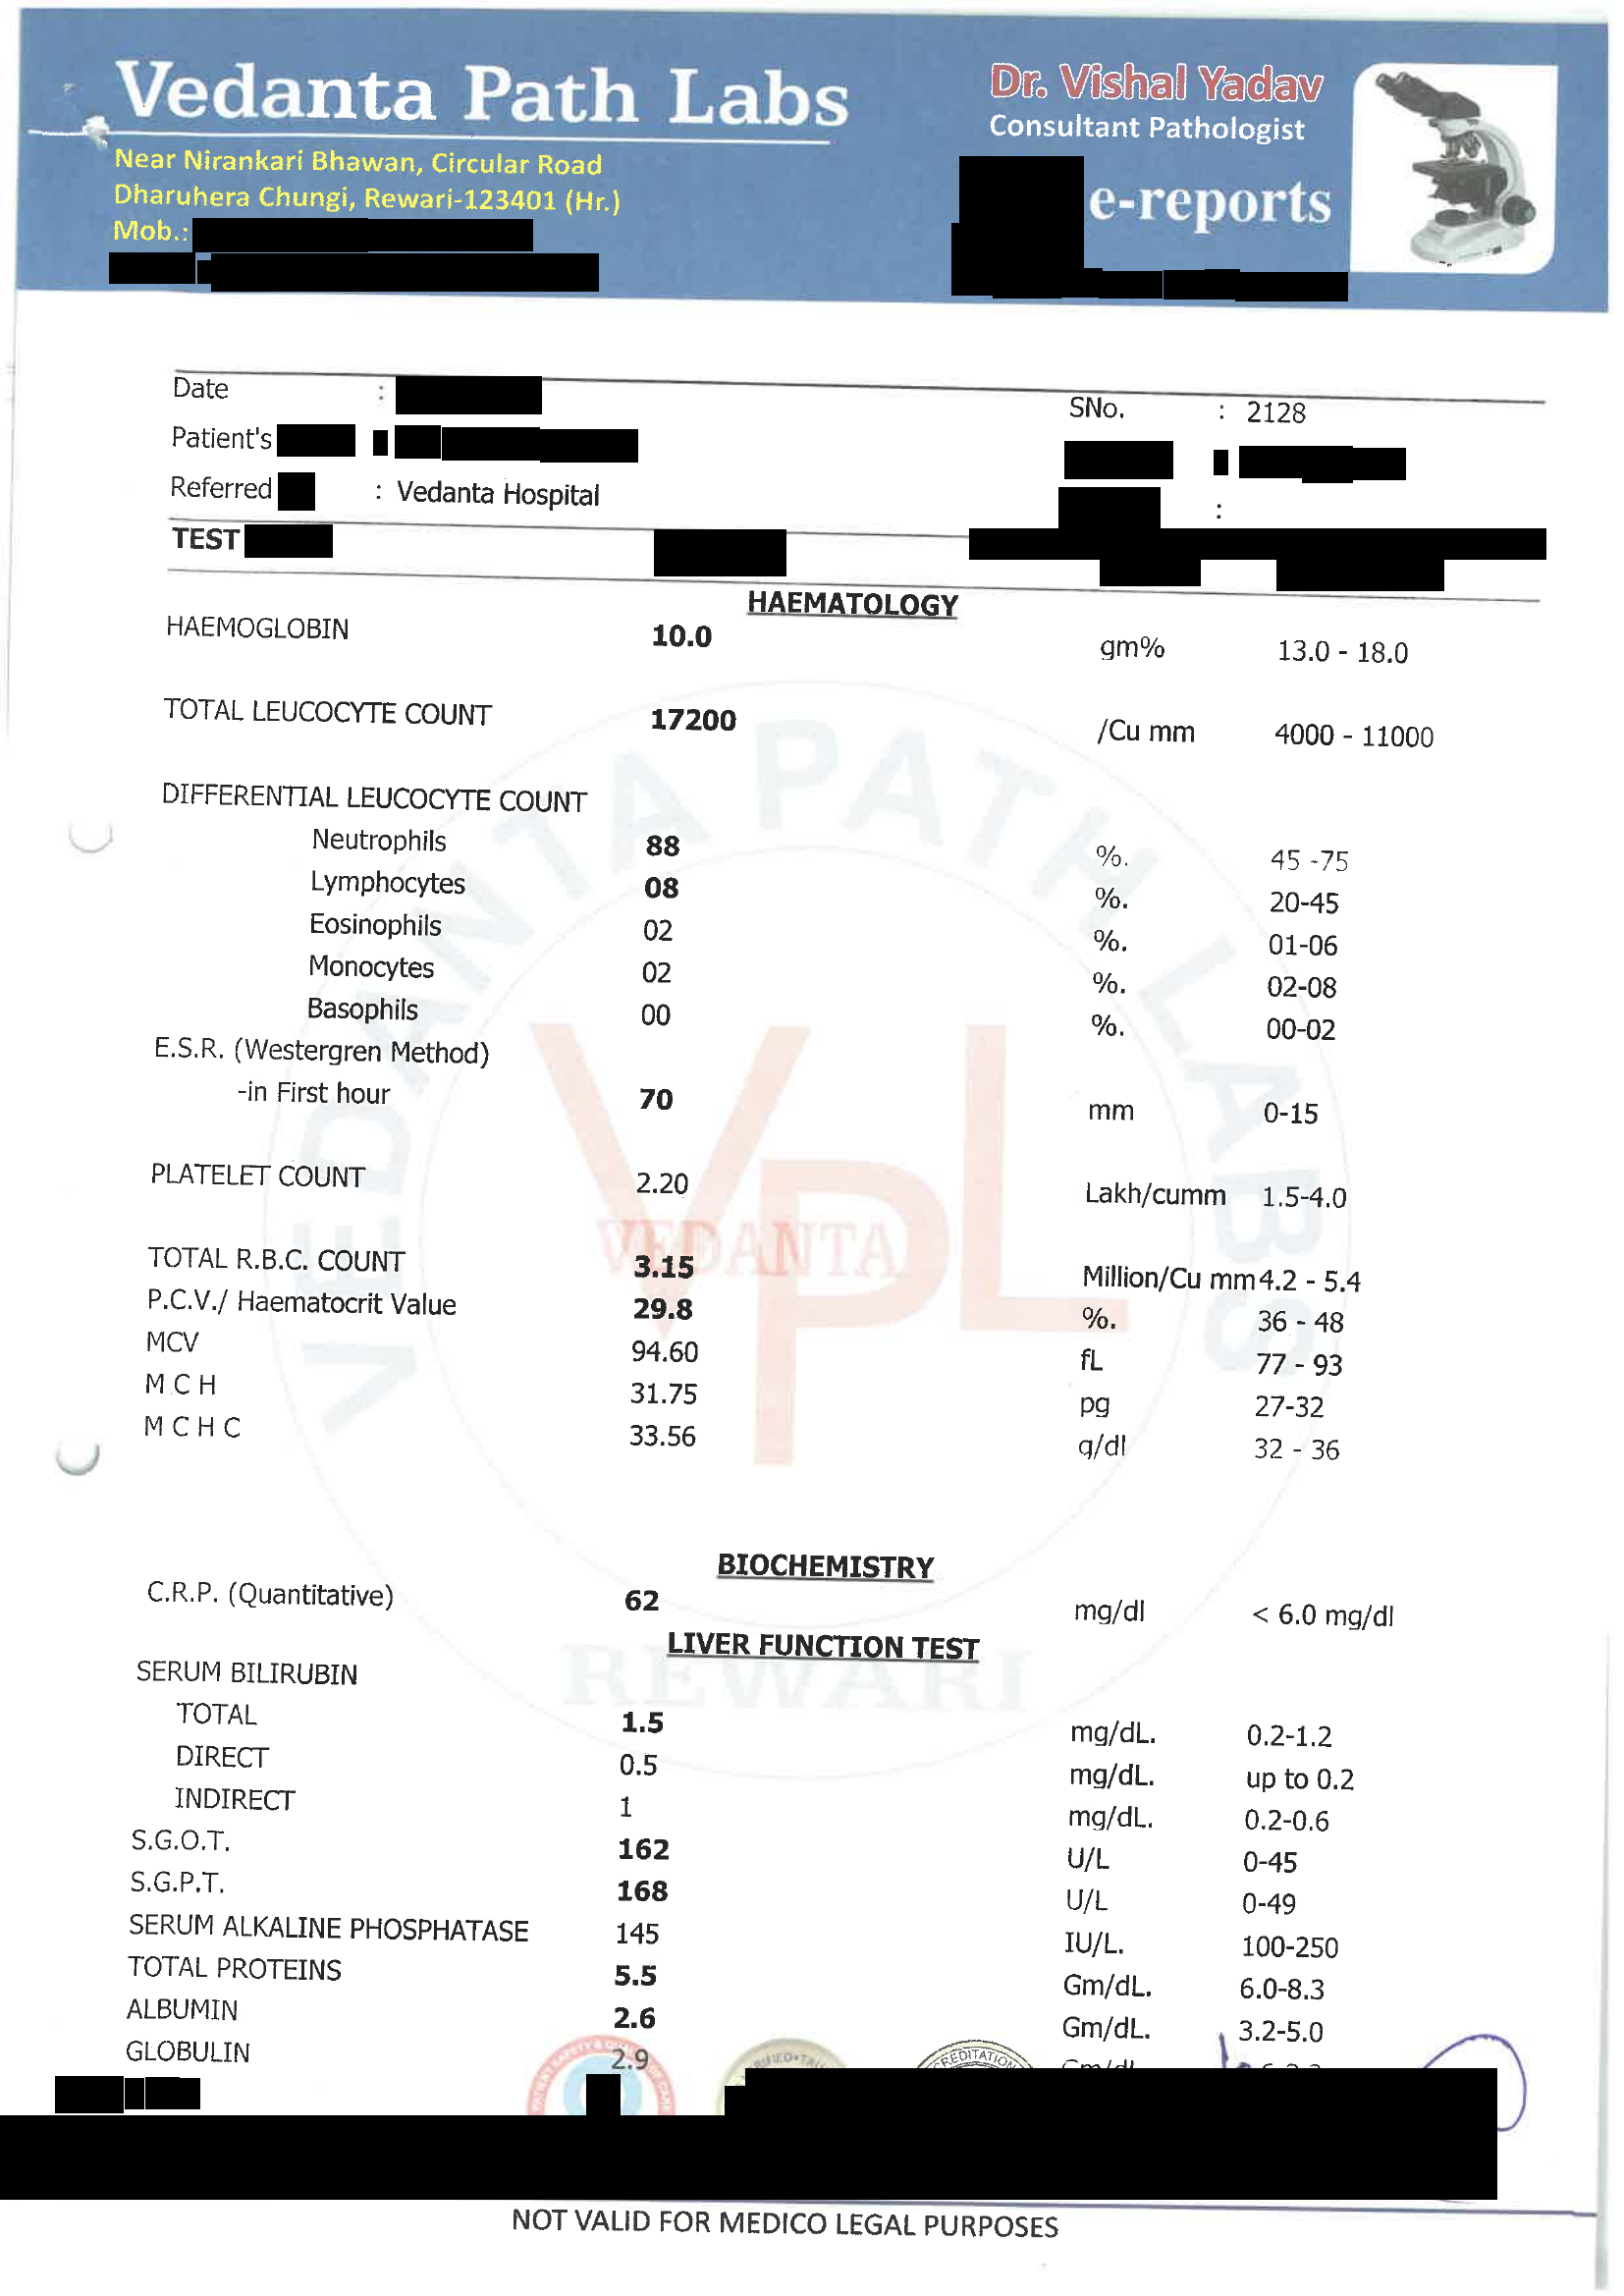 Vedanta Path Labs
Near Nirankari Bhawan, Circular Road
Dharuhera Chungi, Rewari-123401 (Hr.)
Mob.:
Dr. Vishal Yadav
Consultant Pathologist
e-reports
Date :
SNo. : 2128
Patient's
Referred : Vedanta Hospital
:
TEST
HAEMATOLOGY
HAEMOGLOBIN 10.0 gm% 13.0 - 18.0
TOTAL LEUCOCYTE COUNT 17200 /Cu mm 4000 - 11000
DIFFERENTIAL LEUCOCYTE COUNT
Neutrophils 88 %. 45 -75
Lymphocytes 08 %. 20-45
Eosinophils 02 %. 01-06
Monocytes 02 %. 02-08
Basophils 00 %. 00-02
E.S.R. (Westergren Method)
-in First hour 70 mm 0-15
PLATELET COUNT 2.20 Lakh/cumm 1.5-4.0
TOTAL R.B.C. COUNT 3.15 Million/Cu mm 4.2 - 5.4
P.C.V./ Haematocrit Value 29.8 %. 36 - 48
MCV 94.60 fL 77 - 93
M C H 31.75 pg 27-32
M C H C 33.56 g/dl 32 - 36
BIOCHEMISTRY
C.R.P. (Quantitative) 62 mg/dl < 6.0 mg/dl
LIVER FUNCTION TEST
SERUM BILIRUBIN
TOTAL 1.5 mg/dL. 0.2-1.2
DIRECT 0.5 mg/dL. up to 0.2
INDIRECT 1 mg/dL. 0.2-0.6
S.G.O.T. 162 U/L 0-45
S.G.P.T. 168 U/L 0-49
SERUM ALKALINE PHOSPHATASE 145 IU/L. 100-250
TOTAL PROTEINS 5.5 Gm/dL. 6.0-8.3
ALBUMIN 2.6 Gm/dL. 3.2-5.0
GLOBULIN 2.9
VEDANTA PATH LABS
VPL
VEDANTA
REWARI
NOT VALID FOR MEDICO LEGAL PURPOSES